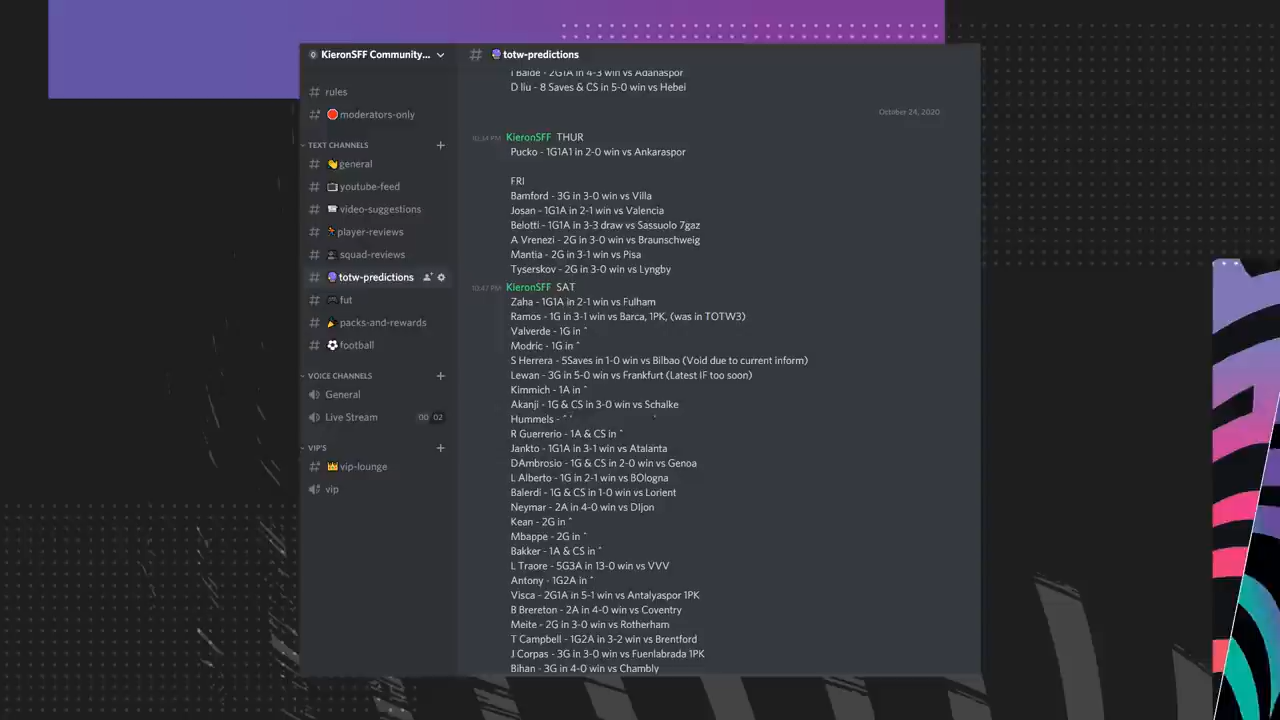 KieronSFF Community...
rules
moderators-only
TEXT CHANNELS
general
youtube-feed
video-suggestions
player-reviews
squad-reviews
totw-predictions
fut
packs-and-rewards
football
VOICE CHANNELS
General
Live Stream 00 02
VIP'S
vip-lounge
vip
# totw-predictions
I Balde - 2G1A in 4-3 win vs Adanaspor
D liu - 8 Saves & CS in 5-0 win vs Hebei
October 24, 2020
10:34 PM KieronSFF THUR
Pucko - 1G1A1 in 2-0 win vs Ankaraspor
FRI
Bamford - 3G in 3-0 win vs Villa
Josan - 1G1A in 2-1 win vs Valencia
Belotti - 1G1A in 3-3 draw vs Sassuolo 7gaz
A Vrenezi - 2G in 3-0 win vs Braunschweig
Mantia - 2G in 3-1 win vs Pisa
Tyserskov - 2G in 3-0 win vs Lyngby
10:47 PM KieronSFF SAT
Zaha - 1G1A in 2-1 win vs Fulham
Ramos - 1G in 3-1 win vs Barca, 1PK, (was in TOTW3)
Valverde - 1G in ^
Modric - 1G in ^
S Herrera - 5Saves in 1-0 win vs Bilbao (Void due to current inform)
Lewan - 3G in 5-0 win vs Frankfurt (Latest IF too soon)
Kimmich - 1A in ^
Akanji - 1G & CS in 3-0 win vs Schalke
Hummels - ^ ^
R Guerrerio - 1A & CS in ^
Jankto - 1G1A in 3-1 win vs Atalanta
DAmbrosio - 1G & CS in 2-0 win vs Genoa
L Alberto - 1G in 2-1 win vs BOlogna
Balerdi - 1G & CS in 1-0 win vs Lorient
Neymar - 2A in 4-0 win vs DIjon
Kean - 2G in ^
Mbappe - 2G in ^
Bakker - 1A & CS in ^
L Traore - 5G3A in 13-0 win vs VVV
Antony - 1G2A in ^
Visca - 2G1A in 5-1 win vs Antalyaspor 1PK
B Brereton - 2A in 4-0 win vs Coventry
Meite - 2G in 3-0 win vs Rotherham
T Campbell - 1G2A in 3-2 win vs Brentford
J Corpas - 3G in 3-0 win vs Fuenlabrada 1PK
Bihan - 3G in 4-0 win vs Chambly